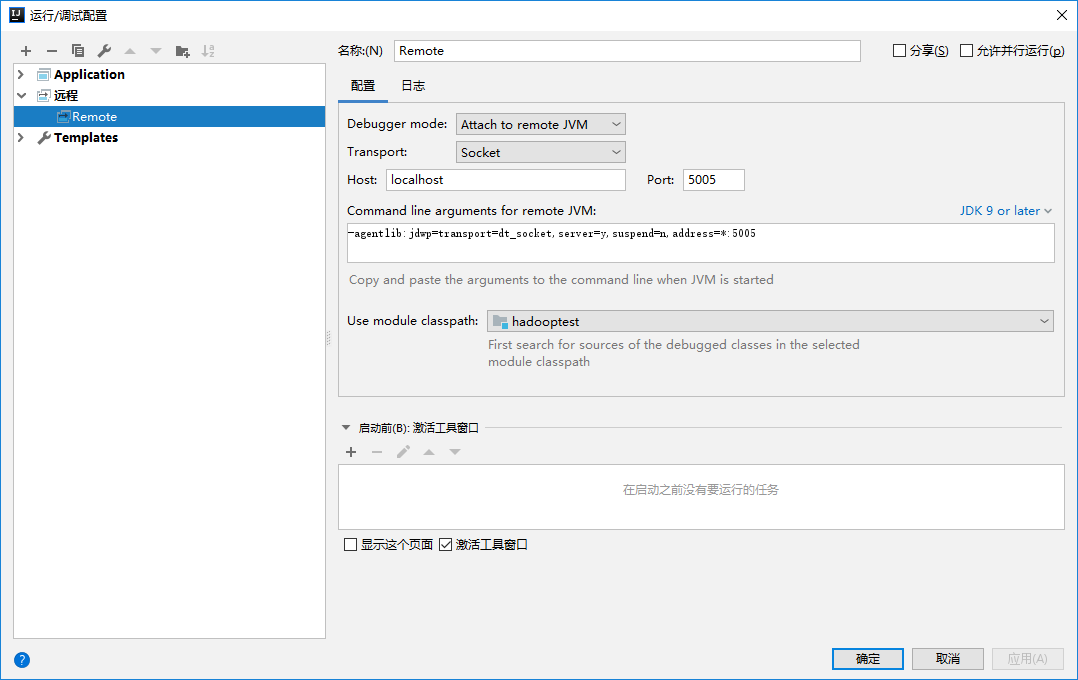 运行/调试配置
名称:(N) Remote 分享(S) 允许并行运行(p)
Application
远程
Remote
Templates
配置 日志
Debugger mode: Attach to remote JVM
Transport: Socket
Host: localhost Port: 5005
Command line arguments for remote JVM: JDK 9 or later
-agentlib:jdwp=transport=dt_socket,server=y,suspend=n,address=*:5005
Copy and paste the arguments to the command line when JVM is started
Use module classpath: hadooptest
First search for sources of the debugged classes in the selected
module classpath
启动前(B): 激活工具窗口
在启动之前没有要运行的任务
显示这个页面 激活工具窗口
确定 取消 应用(A)